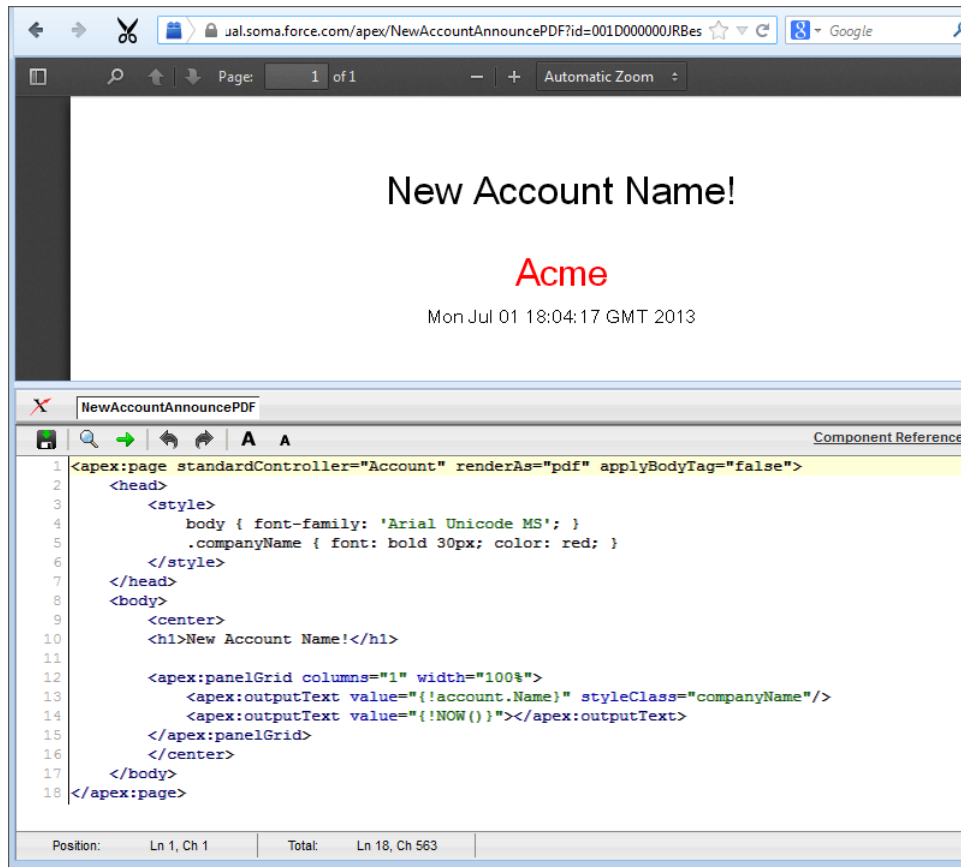 ual.soma.force.com/apex/NewAccountAnnouncePDF?id=001D000000JRBes
8 Google
Page: 1 of 1 Automatic Zoom
New Account Name!
Acme
Mon Jul 01 18:04:17 GMT 2013
NewAccountAnnouncePDF
A A Component Reference
1 <apex:page standardController="Account" renderAs="pdf" applyBodyTag="false">
2 <head>
3 <style>
4 body { font-family: 'Arial Unicode MS'; }
5 .companyName { font: bold 30px; color: red; }
6 </style>
7 </head>
8 <body>
9 <center>
10 <h1>New Account Name!</h1>
11
12 <apex:panelGrid columns="1" width="100%">
13 <apex:outputText value="{!account.Name}" styleClass="companyName"/>
14 <apex:outputText value="{!NOW()}"></apex:outputText>
15 </apex:panelGrid>
16 </center>
17 </body>
18 </apex:page>
Position: Ln 1, Ch 1 Total: Ln 18, Ch 563